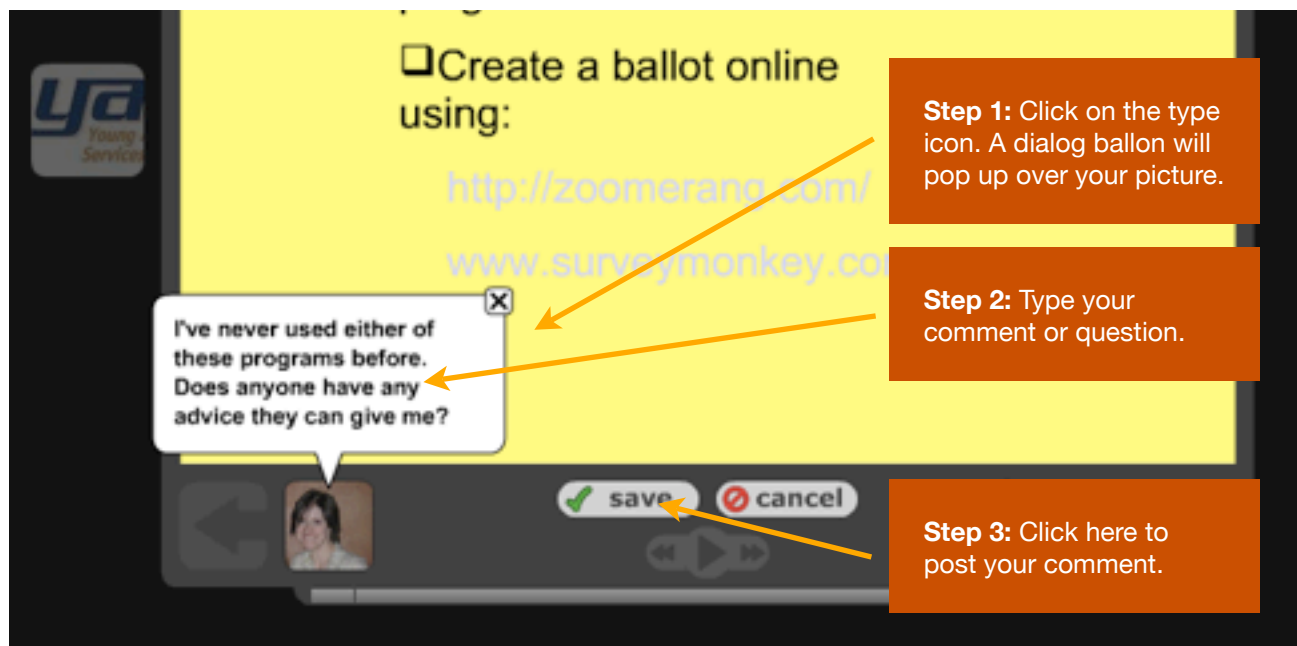 ❑Create a ballot online
using:
http://zoomerang.com/
www.surveymonkey.co
ya
Young
Services
Step 1: Click on the type
icon. A dialog ballon will
pop up over your picture.
Step 2: Type your
comment or question.
I've never used either of
these programs before.
Does anyone have any
advice they can give me?
save
cancel
Step 3: Click here to
post your comment.